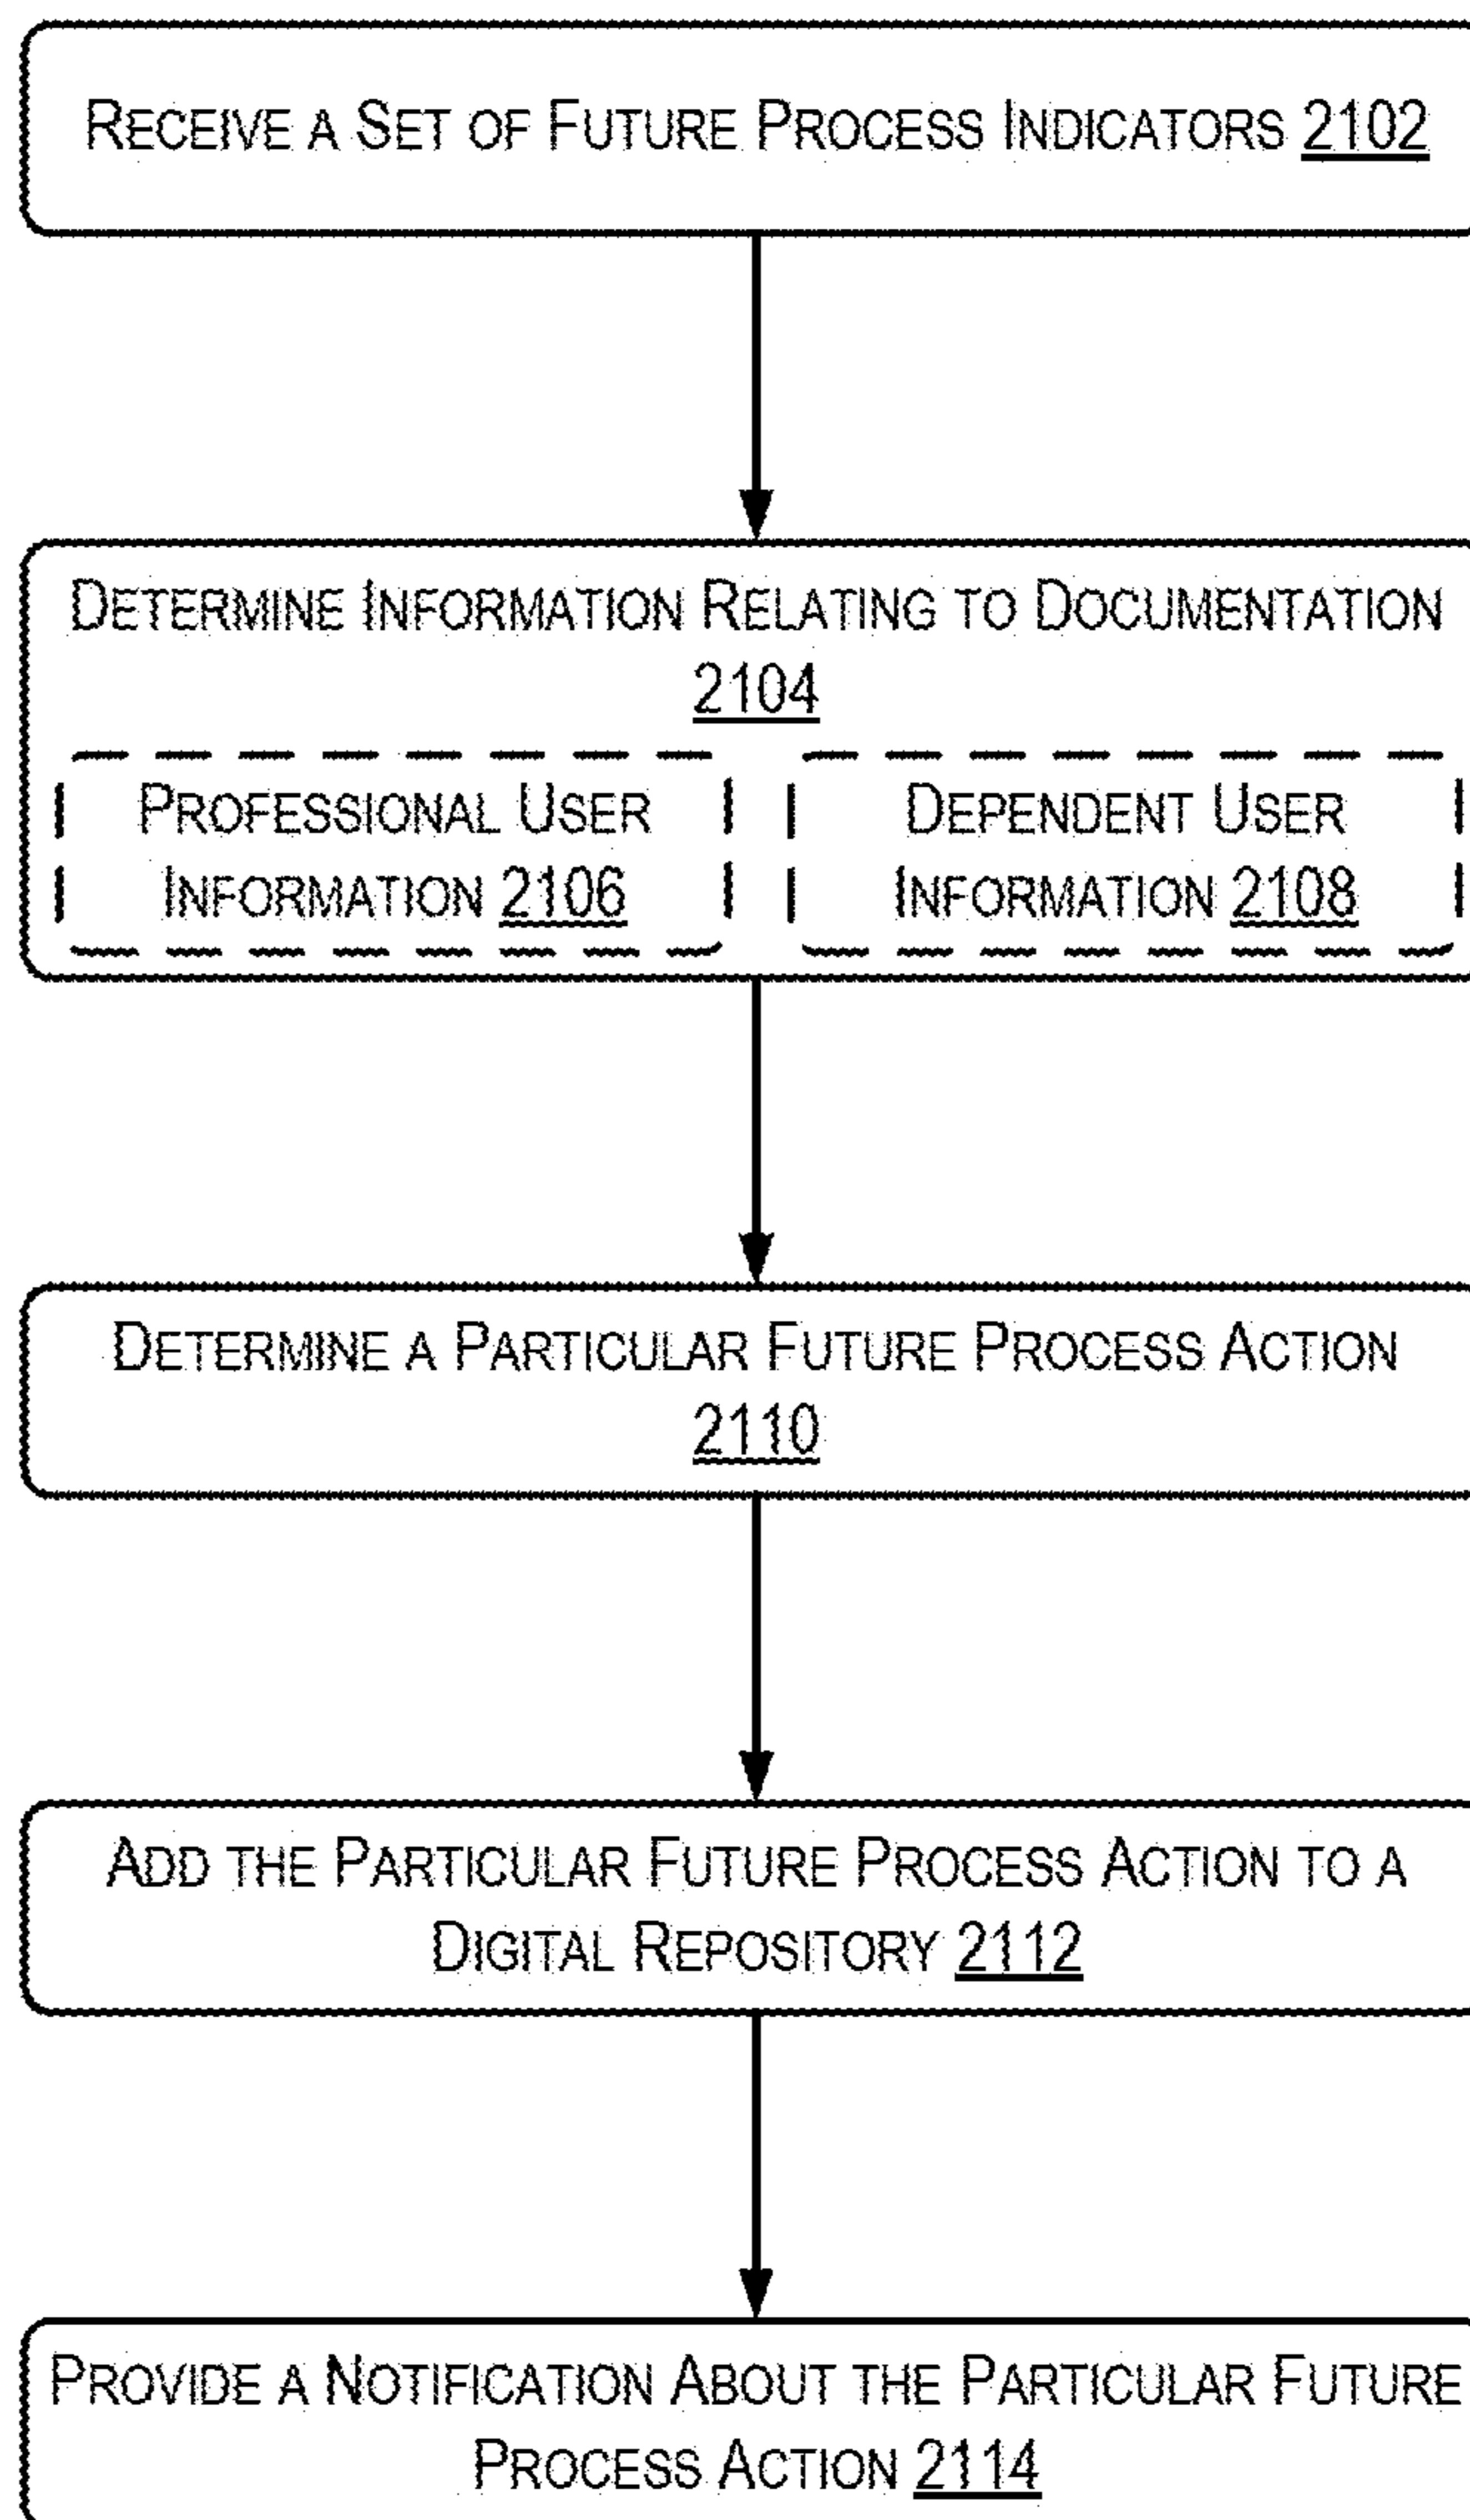 RECEIVE A SET OF FUTURE PROCESS INDICATORS 2102
DETERMINE INFORMATION RELATING TO DOCUMENTATION
2104
PROFESSIONAL USER
INFORMATION 2106
DEPENDENT USER
INFORMATION 2108
DETERMINE A PARTICULAR FUTURE PROCESS ACTION
2110
ADD THE PARTICULAR FUTURE PROCESS ACTION TO A
DIGITAL REPOSITORY 2112
PROVIDE A NOTIFICATION ABOUT THE PARTICULAR FUTURE
PROCESS ACTION 2114